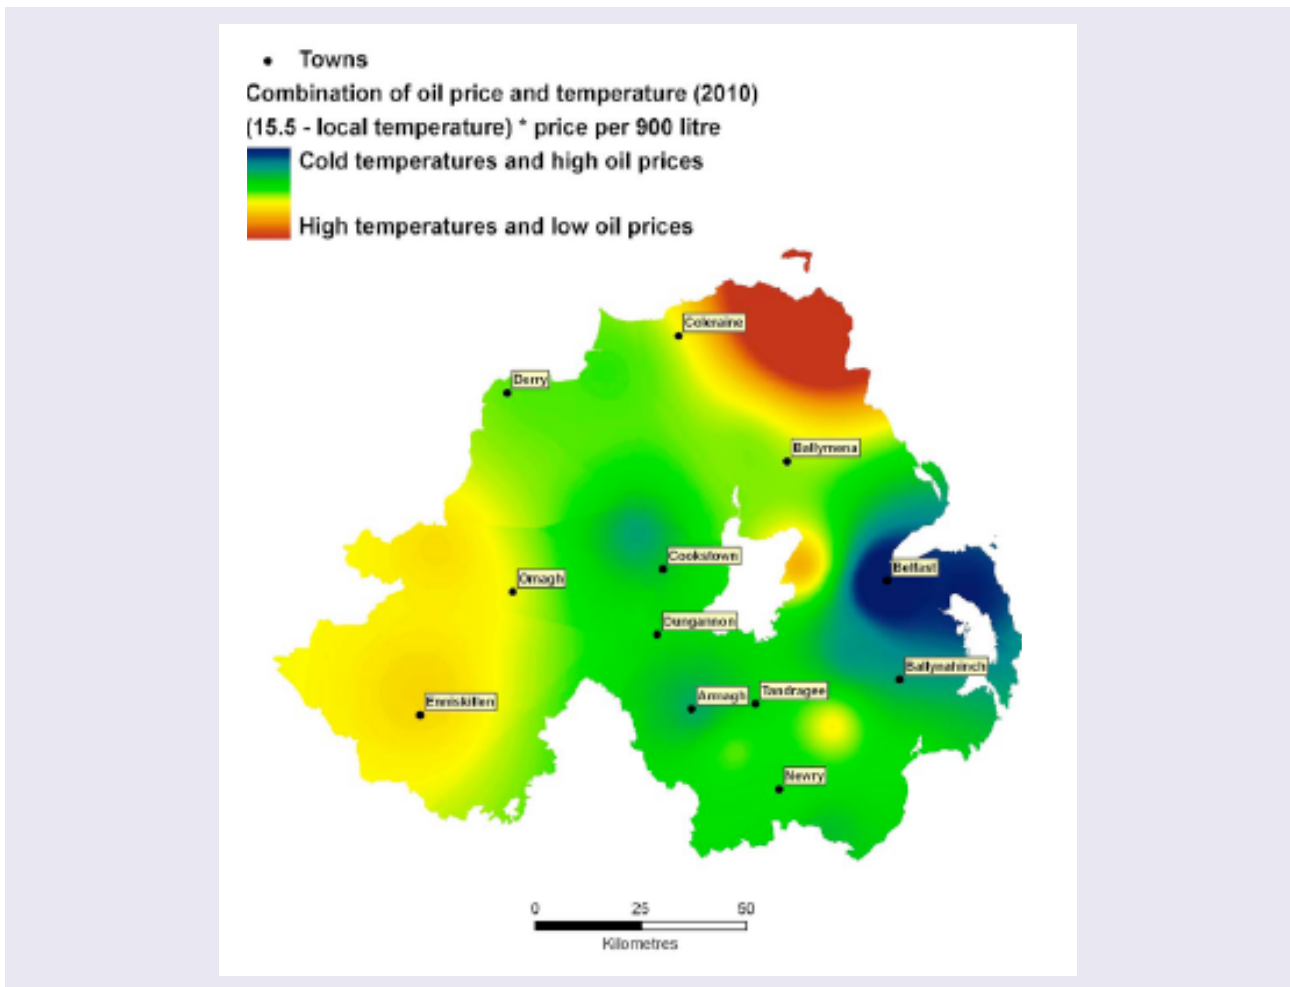 Towns
Combination of oil price and temperature (2010)
(15.5 - local temperature) * price per 900 litre
Cold temperatures and high oil prices
High temperatures and low oil prices
Coleraine
Derry
Ballymena
Cookstown
Belfast
Omagh
Dungannon
Ballynahinch
Enniskillen
Armagh
Tandragee
Newry
0 25 50
Kilometres